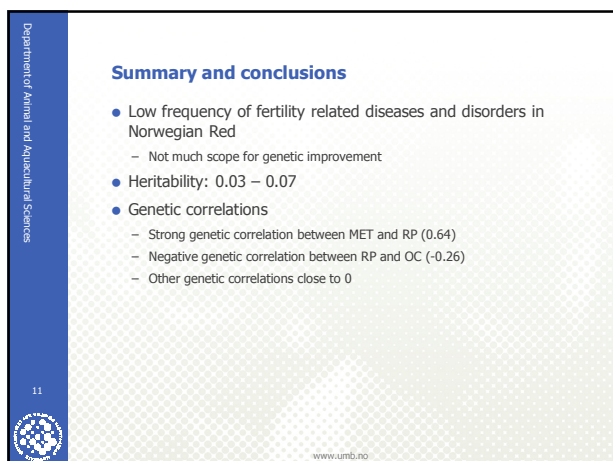 Department of Animal and Aquacultural Sciences
Summary and conclusions
● Low frequency of fertility related diseases and disorders in
Norwegian Red
– Not much scope for genetic improvement
● Heritability: 0.03 – 0.07
● Genetic correlations
– Strong genetic correlation between MET and RP (0.64)
– Negative genetic correlation between RP and OC (-0.26)
– Other genetic correlations close to 0
11
www.umb.no